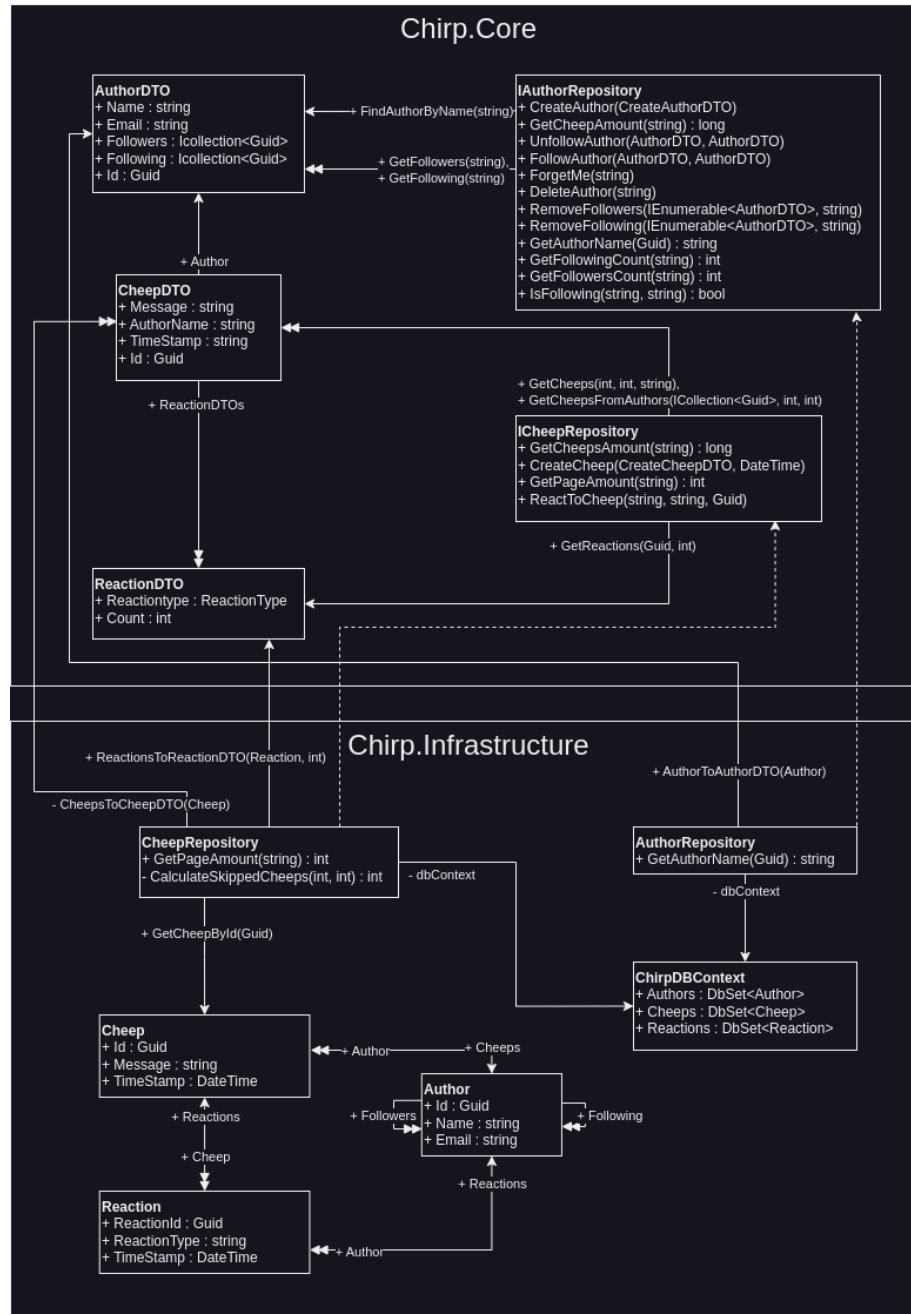 Chirp.Core
AuthorDTO
+ Name : string
+ Email : string
+ Followers : Icollection<Guid>
+ Following : Icollection<Guid>
+ Id : Guid
+ FindAuthorByName(string)
+ GetFollowers(string),
+ GetFollowing(string)
IAuthorRepository
+ CreateAuthor(CreateAuthorDTO)
+ GetCheepAmount(string) : long
+ UnfollowAuthor(AuthorDTO, AuthorDTO)
+ FollowAuthor(AuthorDTO, AuthorDTO)
+ ForgetMe(string)
+ DeleteAuthor(string)
+ RemoveFollowers(IEnumerable<AuthorDTO>, string)
+ RemoveFollowing(IEnumerable<AuthorDTO>, string)
+ GetAuthorName(Guid) : string
+ GetFollowingCount(string) : int
+ GetFollowersCount(string) : int
+ IsFollowing(string, string) : bool
+ Author
CheepDTO
+ Message : string
+ AuthorName : string
+ TimeStamp : string
+ Id : Guid
+ ReactionDTOs
+ GetCheeps(int, int, string),
+ GetCheepsFromAuthors(ICollection<Guid>, int, int)
ICheepRepository
+ GetCheepsAmount(string) : long
+ CreateCheep(CreateCheepDTO, DateTime)
+ GetPageAmount(string) : int
+ ReactToCheep(string, string, Guid)
+ GetReactions(Guid, int)
ReactionDTO
+ Reactiontype : ReactionType
+ Count : int
Chirp.Infrastructure
+ ReactionsToReactionDTO(Reaction, int)
+ AuthorToAuthorDTO(Author)
- CheepsToCheepDTO(Cheep)
CheepRepository
+ GetPageAmount(string) : int
- CalculateSkippedCheeps(int, int) : int
- dbContext
AuthorRepository
+ GetAuthorName(Guid) : string
- dbContext
+ GetCheepById(Guid)
ChirpDBContext
+ Authors : DbSet<Author>
+ Cheeps : DbSet<Cheep>
+ Reactions : DbSet<Reaction>
Cheep
+ Id : Guid
+ Message : string
+ TimeStamp : DateTime
+ Author
+ Cheeps
Author
+ Id : Guid
+ Name : string
+ Email : string
+ Followers
+ Following
+ Reactions
+ Cheep
+ Reactions
Reaction
+ ReactionId : Guid
+ ReactionType : string
+ TimeStamp : DateTime
+ Author